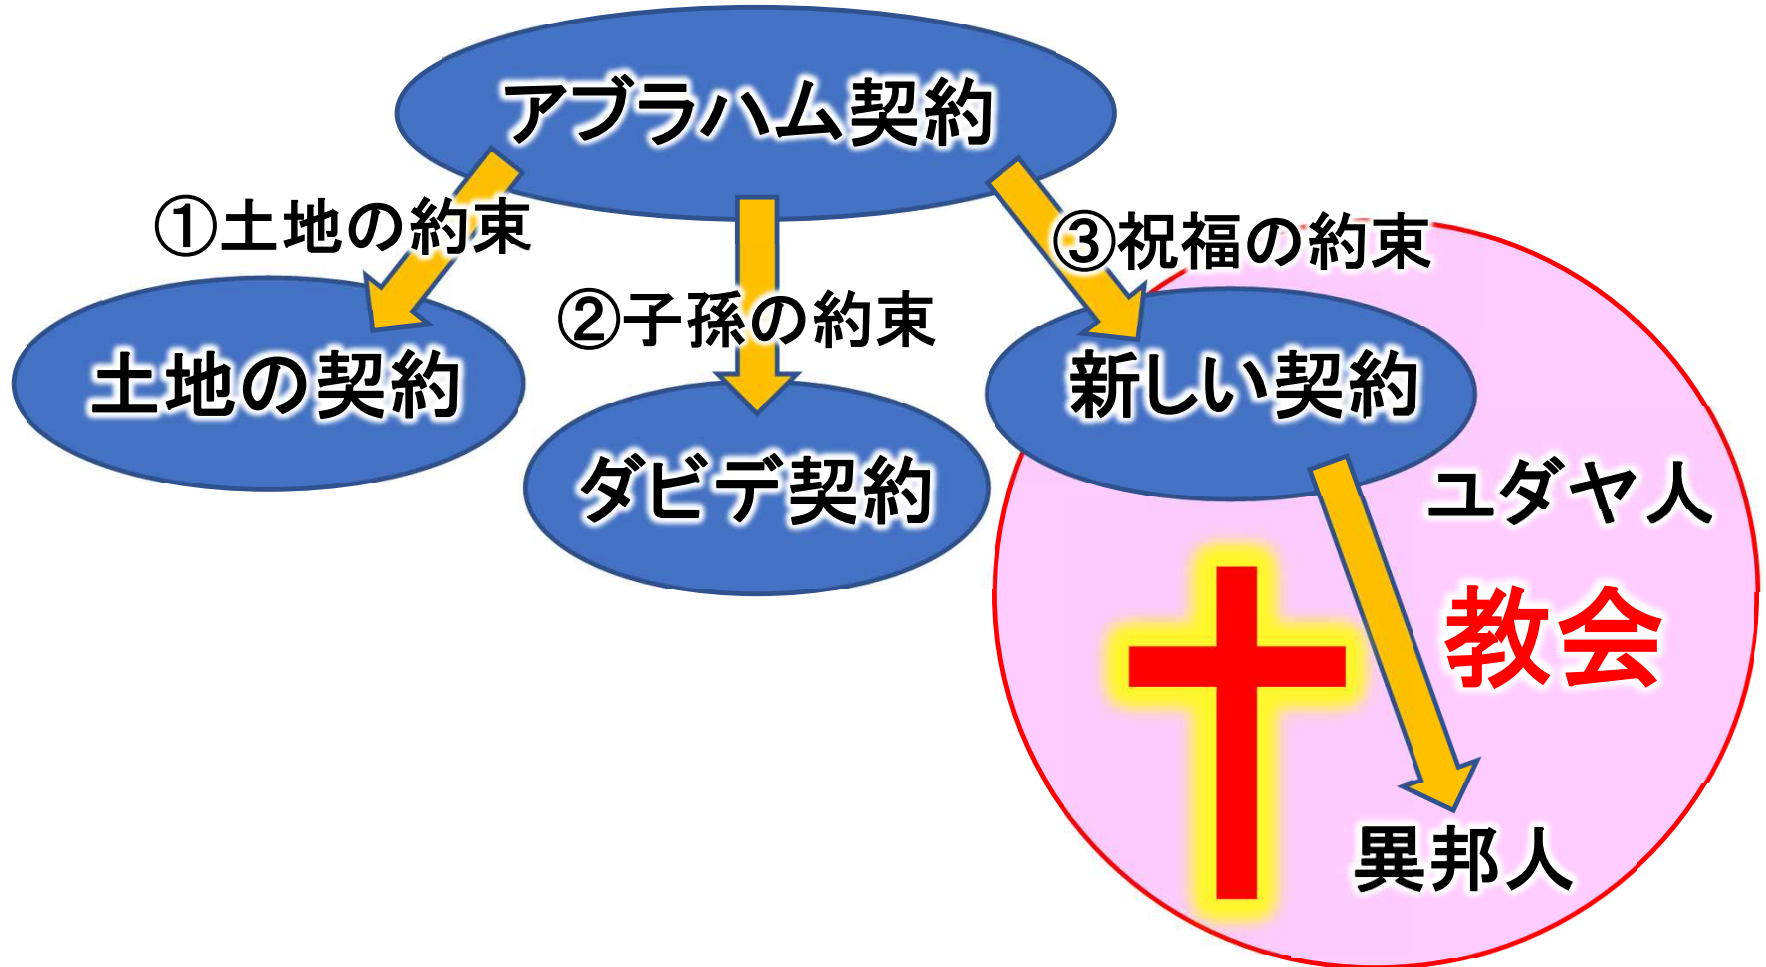 アブラハム契約
①土地の約束
②子孫の約束
③祝福の約束
土地の契約
ダビデ契約
新しい契約
ユダヤ人
教会
異邦人